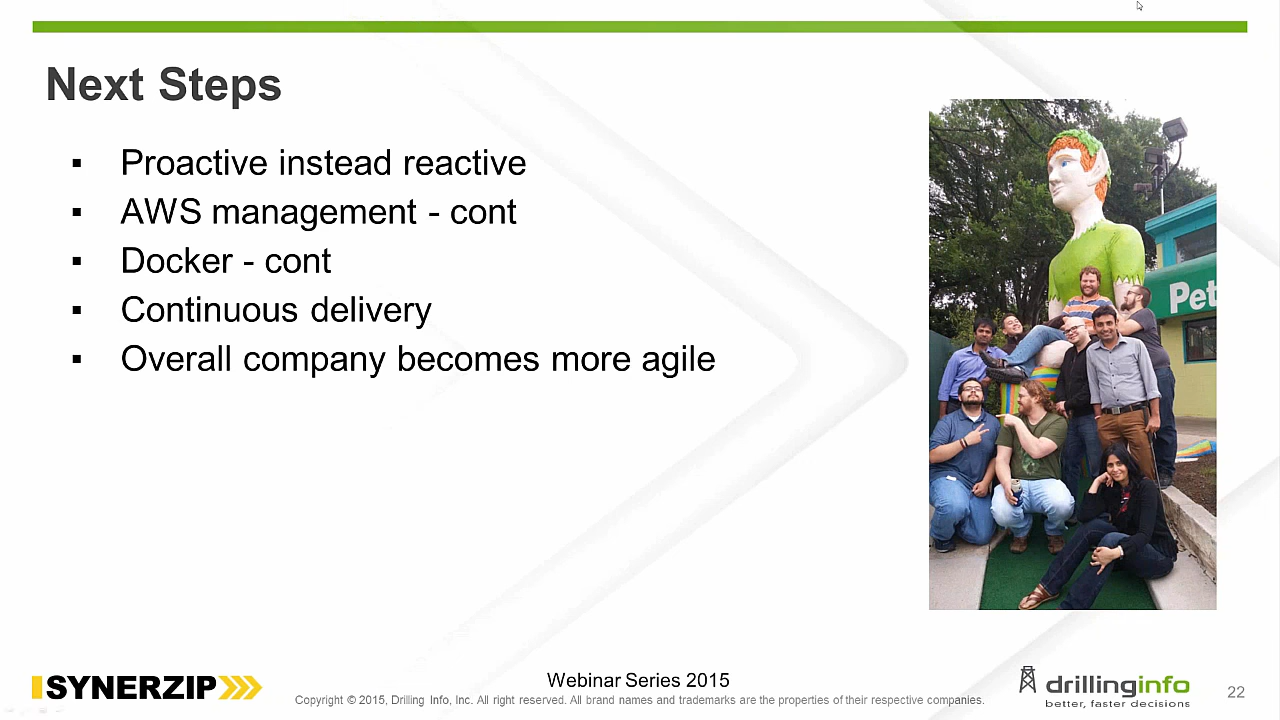 Next Steps
▪ Proactive instead reactive
▪ AWS management - cont
▪ Docker - cont
▪ Continuous delivery
▪ Overall company becomes more agile
Pet
SYNERZIP
Webinar Series 2015
Copyright © 2015, Drilling Info, Inc. All right reserved. All brand names and trademarks are the properties of their respective companies.
drillinginfo
better, faster decisions
22